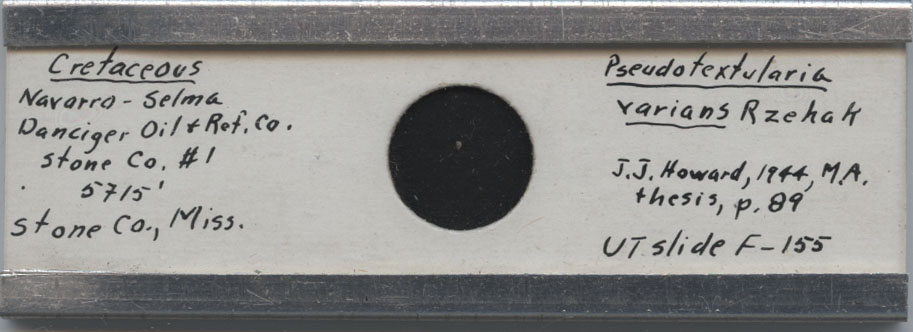 Cretaceous
Navarro - Selma
Danciger Oil + Ref. Co.
Stone Co. #1
5715'
Stone Co., Miss.
Pseudotextularia
varians Rzehak
J.J. Howard, 1944, M.A.
thesis, p. 89
UT slide F-155